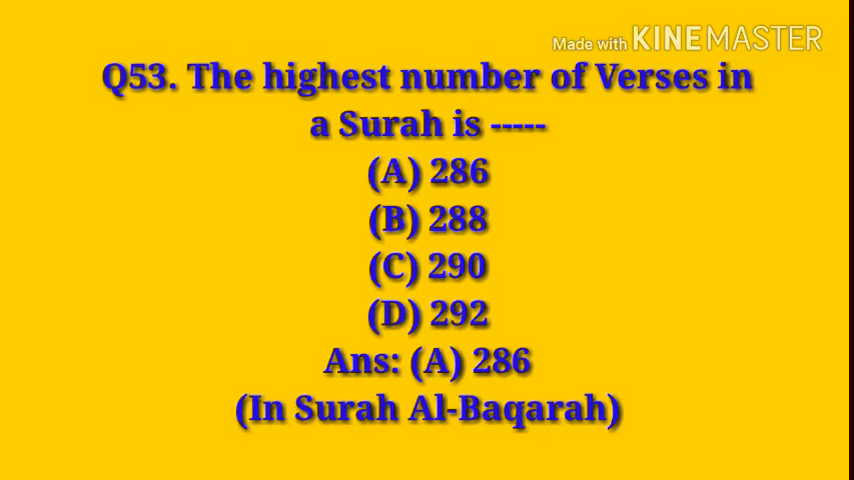 Made with KINEMASTER
Q53. The highest number of Verses in
a Surah is -----
(A) 286
(B) 288
(C) 290
(D) 292
Ans: (A) 286
(In Surah Al-Baqarah)